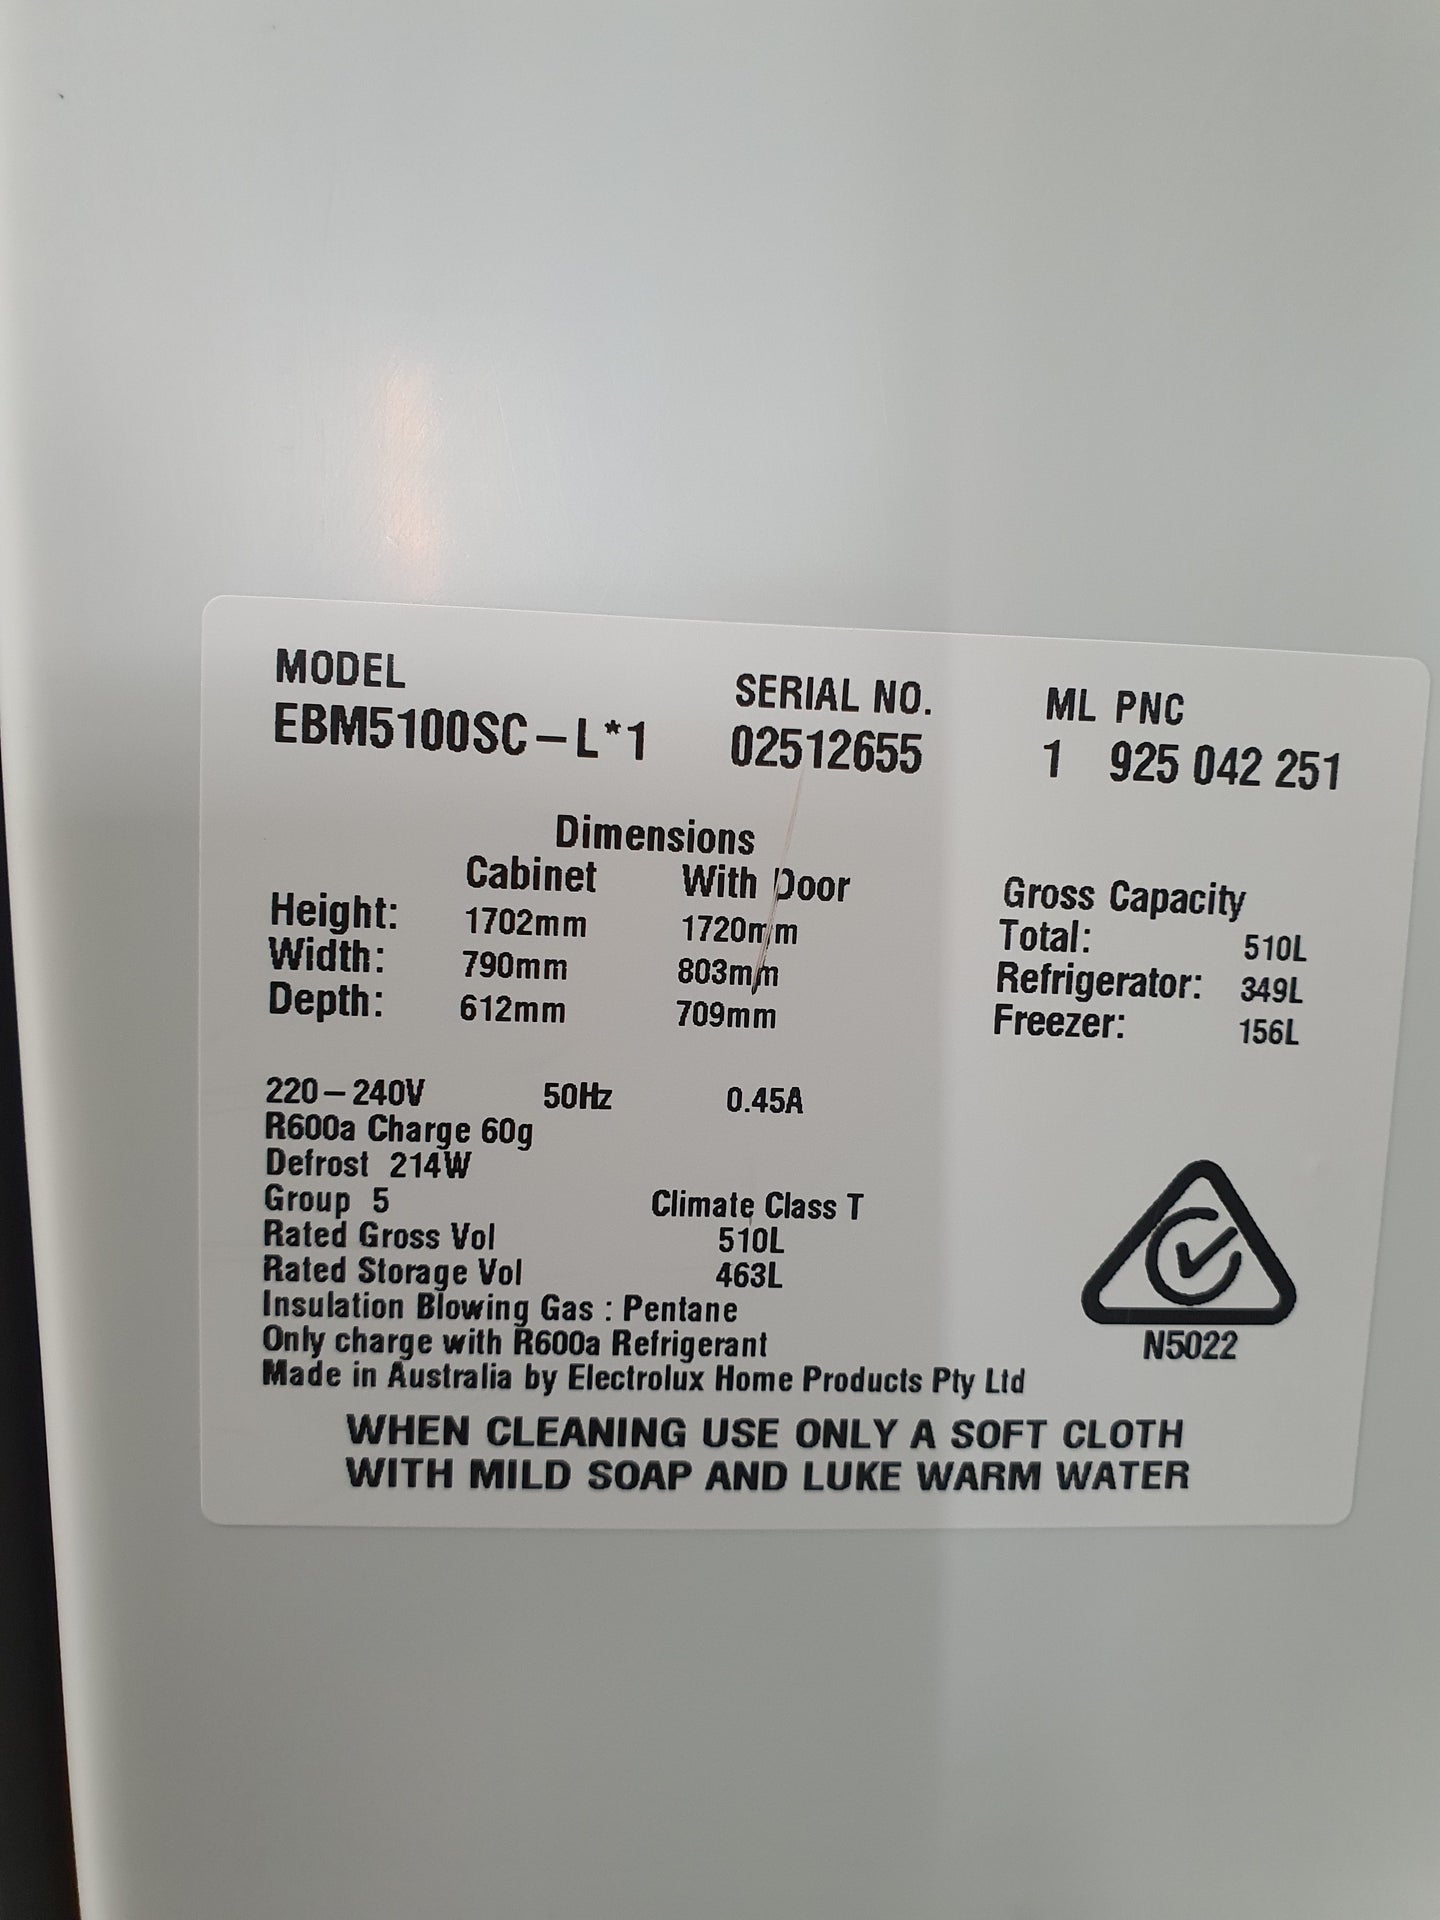 MODEL SERIAL NO. ML PNC
EBM5100SC-L*1 02512655 1 925 042 251
Dimensions
Cabinet With Door Gross Capacity
Height: 1702mm 1720mm Total: 510L
Width: 790mm 803mm Refrigerator: 349L
Depth: 612mm 709mm Freezer: 156L
220-240V 50Hz 0.45A
R600a Charge 60g
Defrost 214W
Group 5 Climate Class T
Rated Gross Vol 510L
Rated Storage Vol 463L
Insulation Blowing Gas : Pentane
Only charge with R600a Refrigerant
N5022
Made in Australia by Electrolux Home Products Pty Ltd
WHEN CLEANING USE ONLY A SOFT CLOTH
WITH MILD SOAP AND LUKE WARM WATER